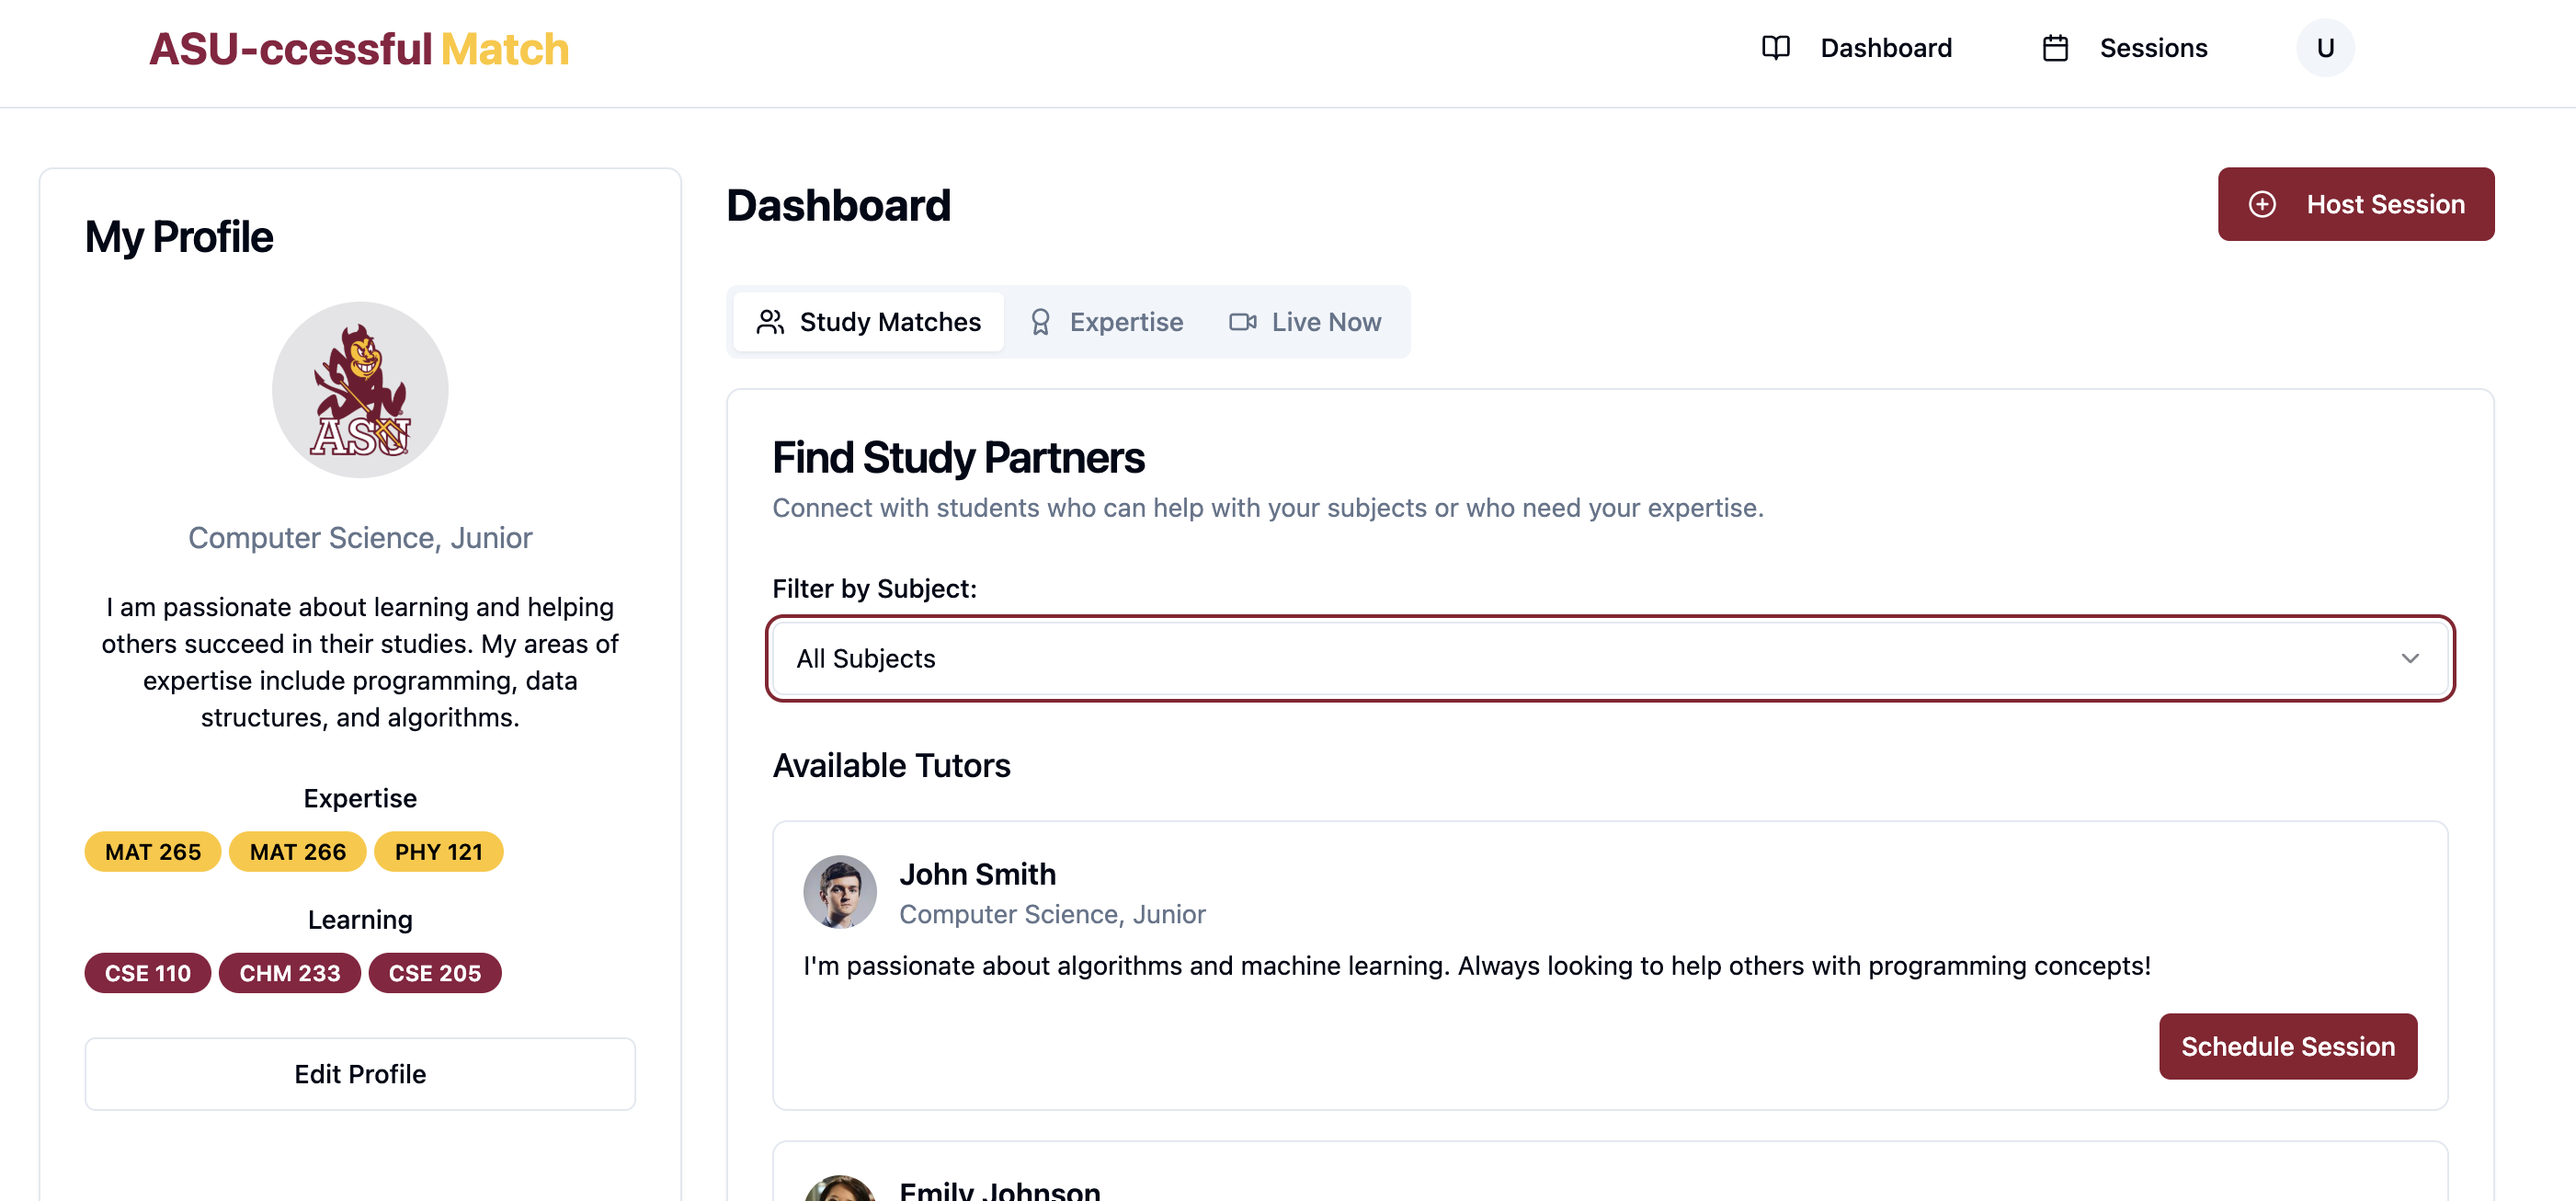 ASU-ccessful Match
Dashboard
Sessions
U
My Profile
ASU
Computer Science, Junior
I am passionate about learning and helping
others succeed in their studies. My areas of
expertise include programming, data
structures, and algorithms.
Expertise
MAT 265 MAT 266 PHY 121
Learning
CSE 110 CHM 233 CSE 205
Edit Profile
Dashboard
Host Session
Study Matches
Expertise
Live Now
Find Study Partners
Connect with students who can help with your subjects or who need your expertise.
Filter by Subject:
All Subjects
Available Tutors
John Smith
Computer Science, Junior
I'm passionate about algorithms and machine learning. Always looking to help others with programming concepts!
Schedule Session
Emily Johnson